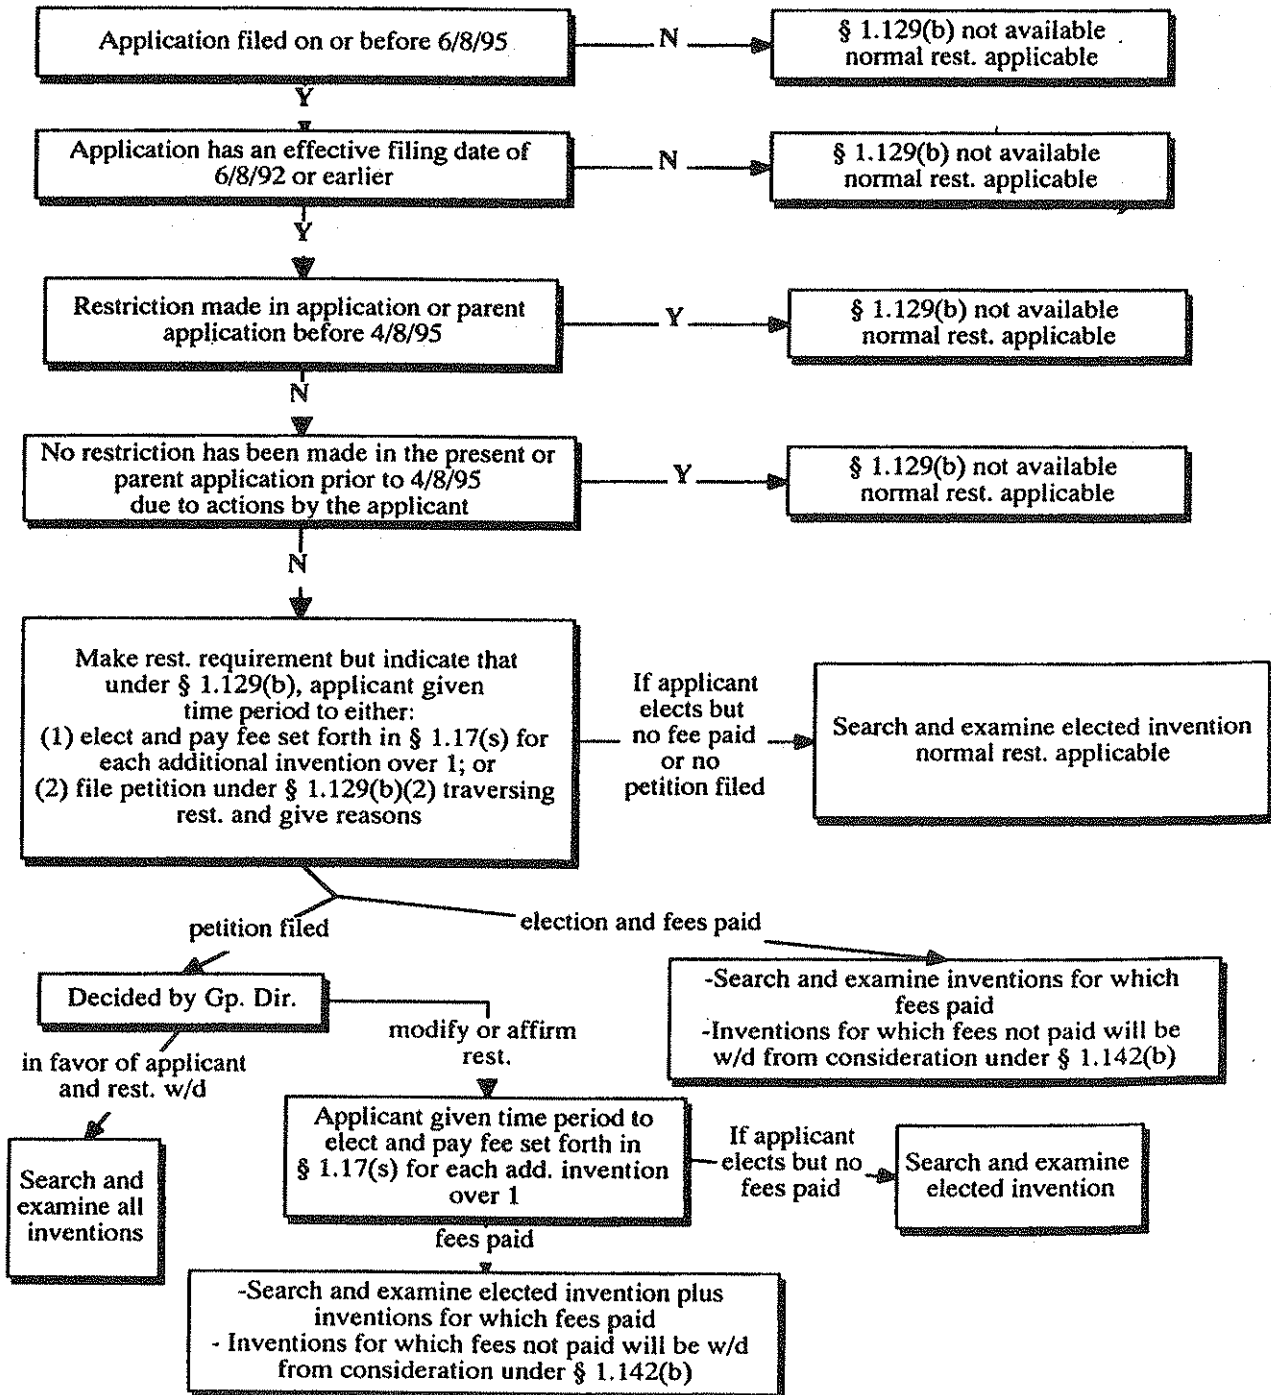 Application filed on or before 6/8/95
N
§ 1.129(b) not available
normal rest. applicable
Y
Application has an effective filing date of
6/8/92 or earlier
N
§ 1.129(b) not available
normal rest. applicable
Y
Restriction made in application or parent
application before 4/8/95
Y
§ 1.129(b) not available
normal rest. applicable
N
No restriction has been made in the present or
parent application prior to 4/8/95
due to actions by the applicant
Y
§ 1.129(b) not available
normal rest. applicable
N
Make rest. requirement but indicate that
under § 1.129(b), applicant given
time period to either:
(1) elect and pay fee set forth in § 1.17(s) for
each additional invention over 1; or
(2) file petition under § 1.129(b)(2) traversing
rest. and give reasons
If applicant
elects but
no fee paid
or no
petition filed
Search and examine elected invention
normal rest. applicable
petition filed
election and fees paid
Decided by Gp. Dir.
-Search and examine inventions for which
fees paid
-Inventions for which fees not paid will be
w/d from consideration under § 1.142(b)
in favor of applicant
and rest. w/d
modify or affirm
rest.
Search and
examine all
inventions
Applicant given time period to
elect and pay fee set forth in
§ 1.17(s) for each add. invention
over 1
If applicant
elects but no
fees paid
Search and examine
elected invention
fees paid
-Search and examine elected invention plus
inventions for which fees paid
- Inventions for which fees not paid will be w/d
from consideration under § 1.142(b)